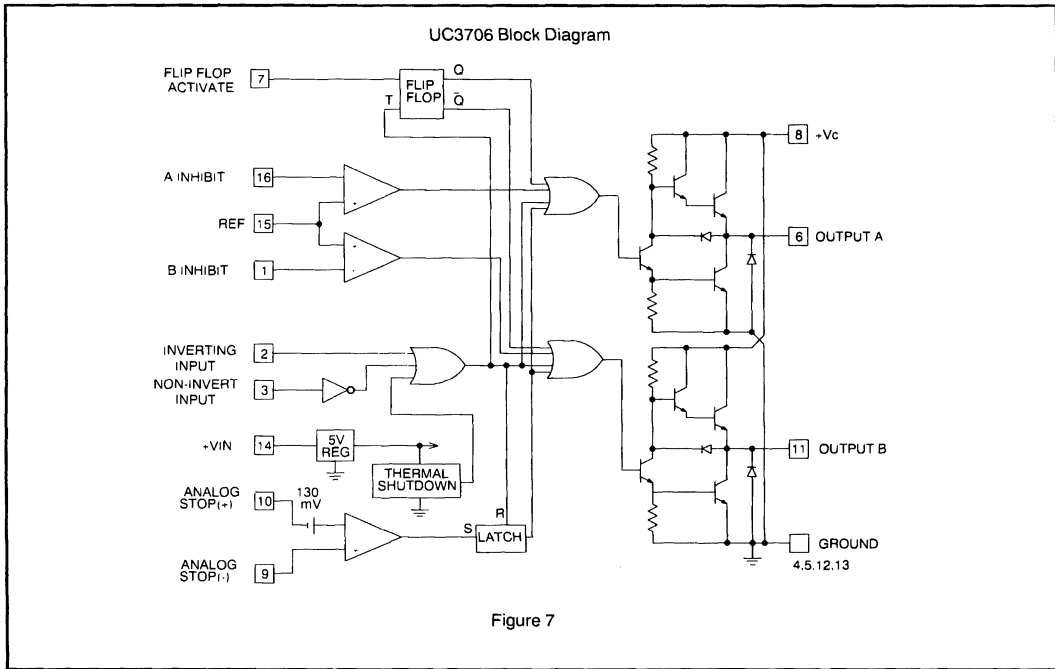 UC3706 Block Diagram
FLIP FLOP
ACTIVATE
7
T
FLIP
FLOP
Q
Q̅
8
+Vc
A INHIBIT
16
REF
15
B INHIBIT
1
6
OUTPUT A
INVERTING
INPUT
2
NON-INVERT
INPUT
3
+VIN
14
5V
REG
THERMAL
SHUTDOWN
11
OUTPUT B
ANALOG
STOP(+)
10
130
mV
S
R
LATCH
ANALOG
STOP(-)
9
GROUND
4.5.12.13
Figure 7